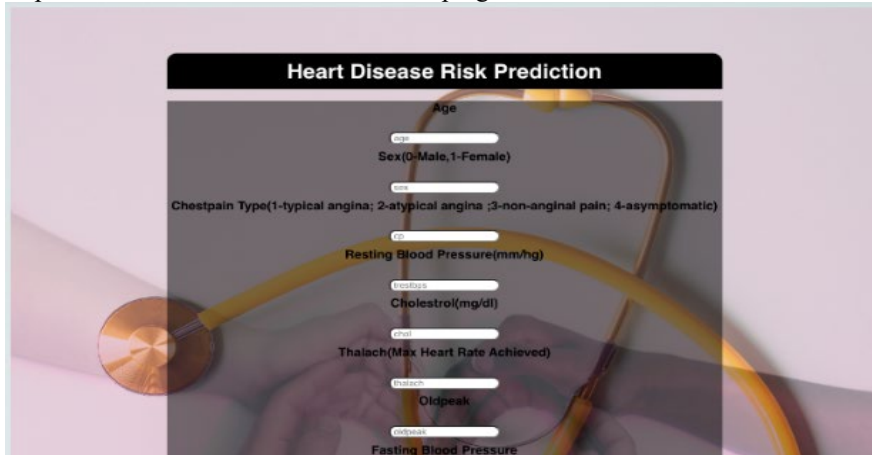 Heart Disease Risk Prediction
Age
age
Sex(0-Male,1-Female)
sex
Chestpain Type(1-typical angina; 2-atypical angina ;3-non-anginal pain; 4-asymptomatic)
cp
Resting Blood Pressure(mm/hg)
trestbps
Cholestrol(mg/dl)
chol
Thalach(Max Heart Rate Achieved)
thalach
Oldpeak
oldpeak
Fasting Blood Pressure